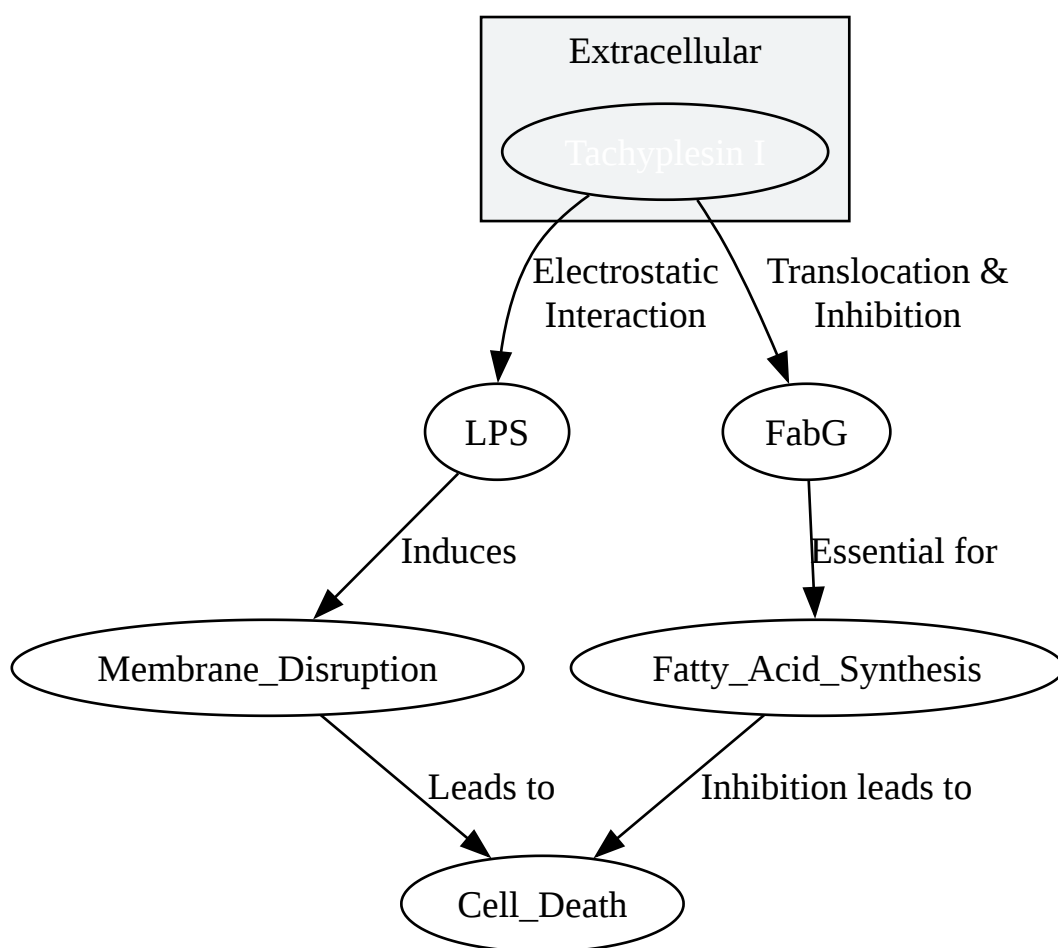 Extracellular
Tachyplesin I
Electrostatic
Interaction
Translocation &
Inhibition
LPS
FabG
Induces
Essential for
Membrane_Disruption
Fatty_Acid_Synthesis
Leads to
Inhibition leads to
Cell_Death